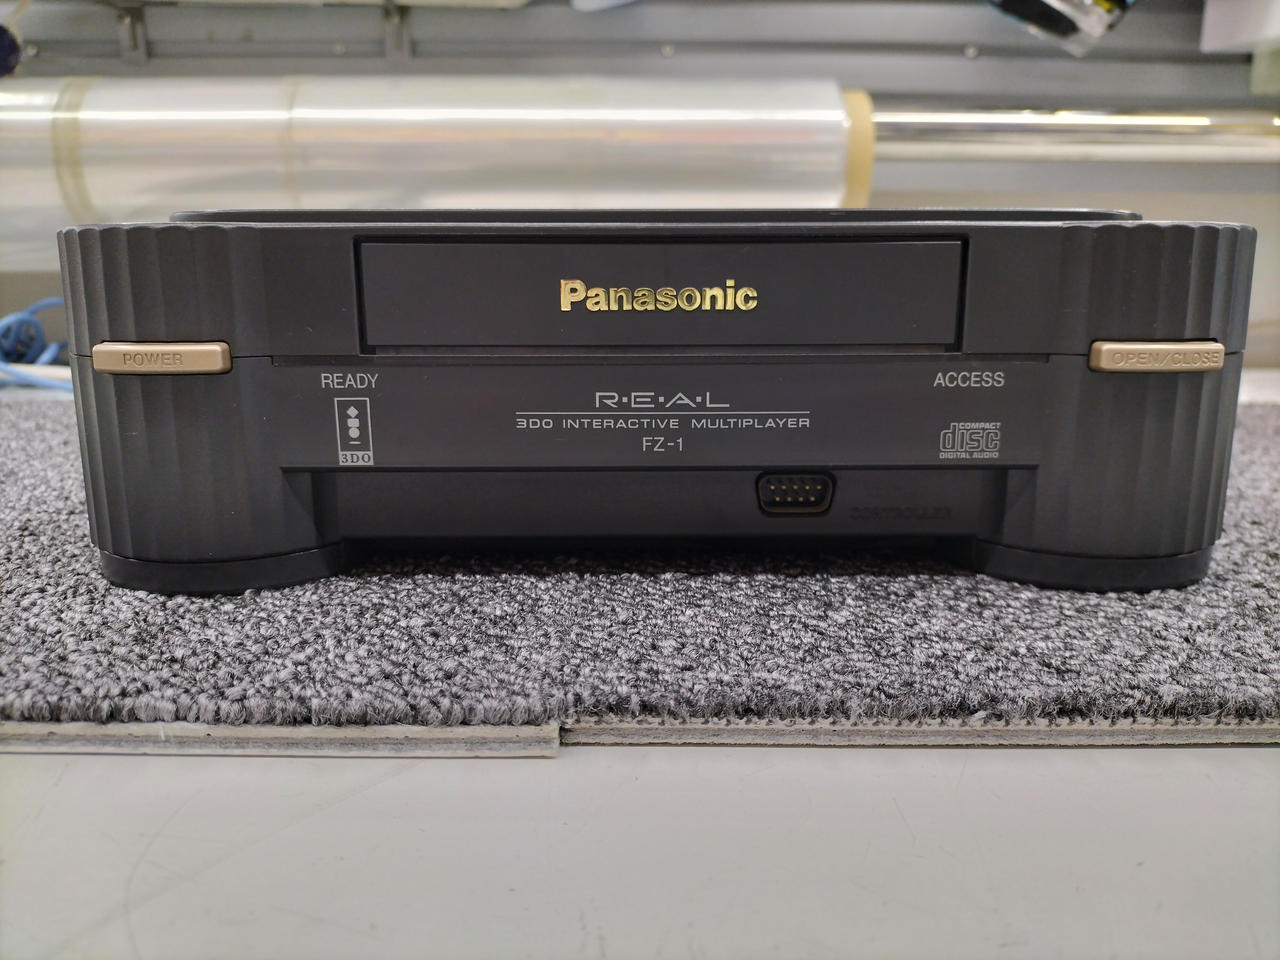 Panasonic
POWER
OPEN/CLOSE
READY
ACCESS
R·E·A·L
3DO INTERACTIVE MULTIPLAYER
FZ-1
3DO
COMPACT
disc
DIGITAL AUDIO
CONTROLLER